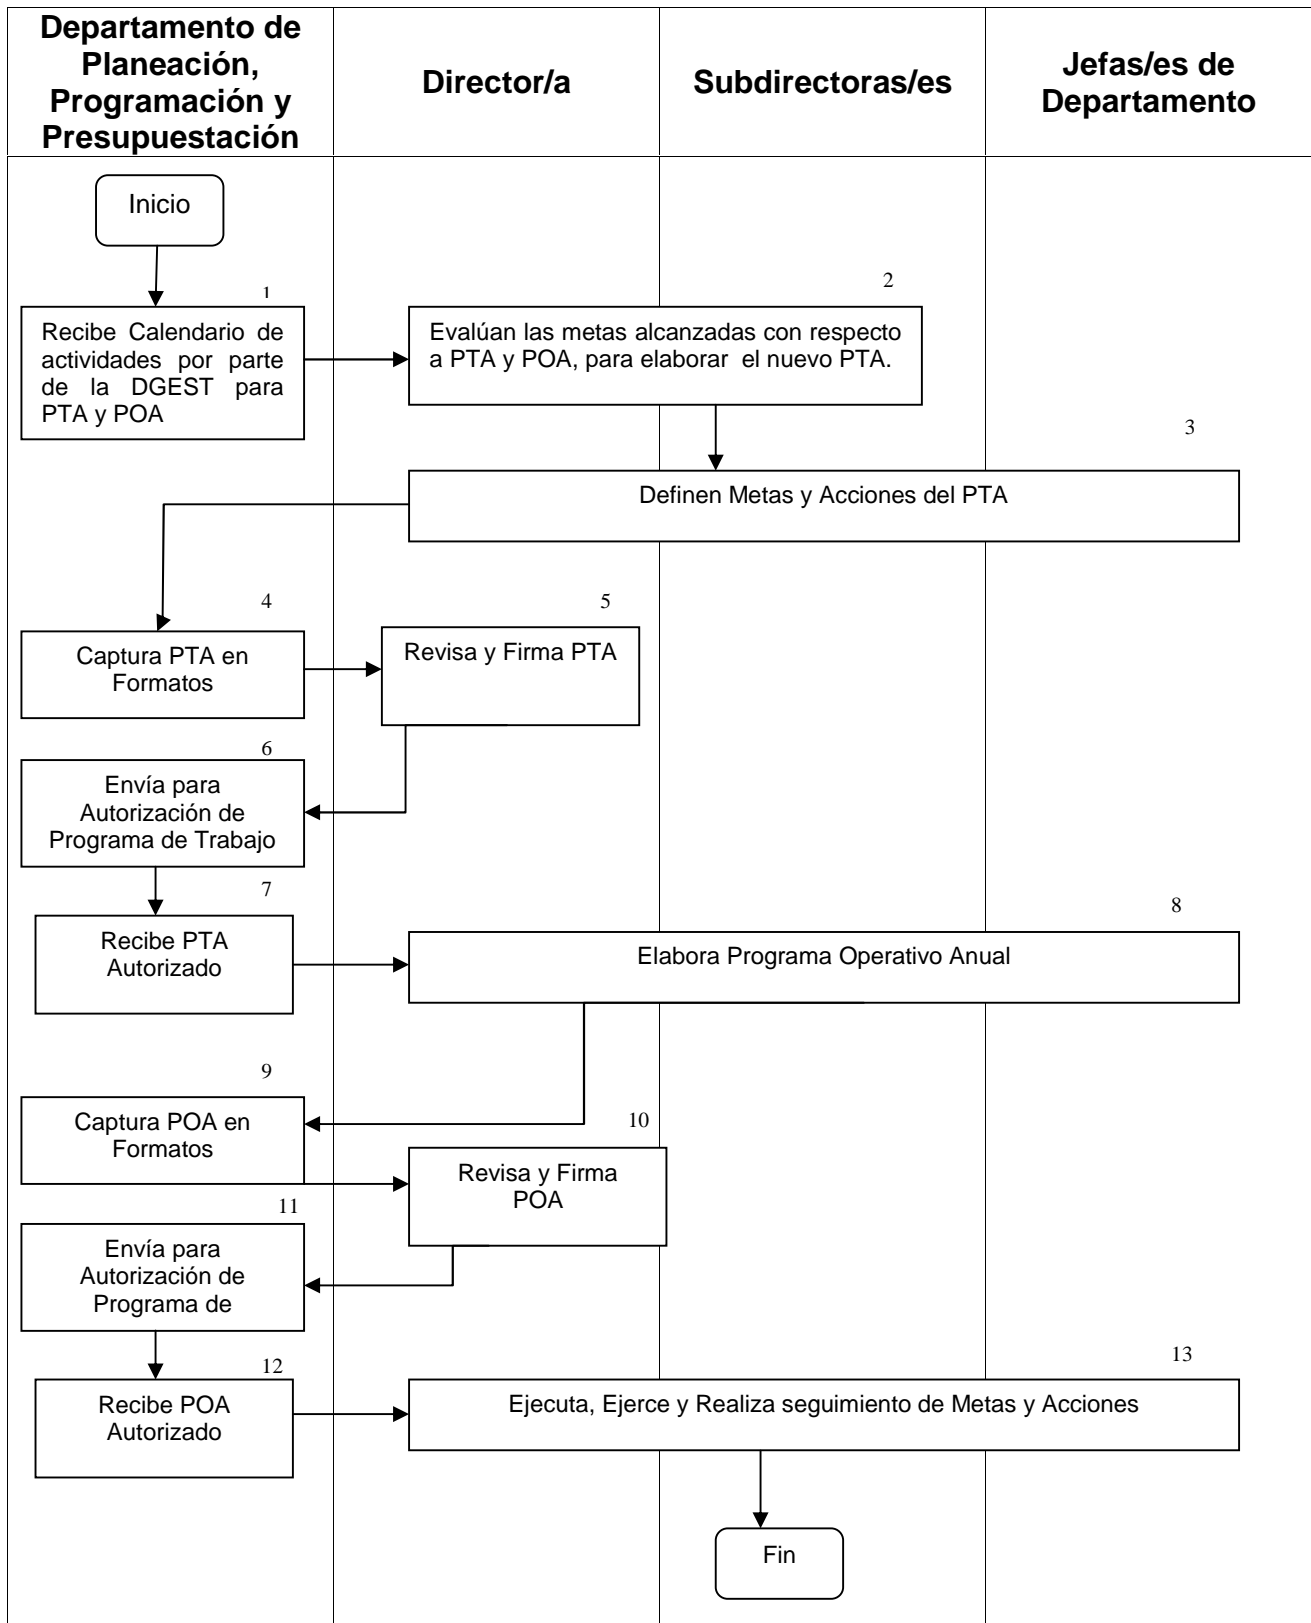 Departamento de
Planeación,
Programación y
Presupuestación
Director/a
Subdirectoras/es
Jefas/es de
Departamento
Inicio
1
Recibe Calendario de
actividades por parte
de la DGEST para
PTA y POA
2
Evalúan las metas alcanzadas con respecto
a PTA y POA, para elaborar el nuevo PTA.
3
Definen Metas y Acciones del PTA
4
Captura PTA en
Formatos
5
Revisa y Firma PTA
6
Envía para
Autorización de
Programa de Trabajo
7
Recibe PTA
Autorizado
8
Elabora Programa Operativo Anual
9
Captura POA en
Formatos
10
Revisa y Firma
POA
11
Envía para
Autorización de
Programa de
12
Recibe POA
Autorizado
13
Ejecuta, Ejerce y Realiza seguimiento de Metas y Acciones
Fin